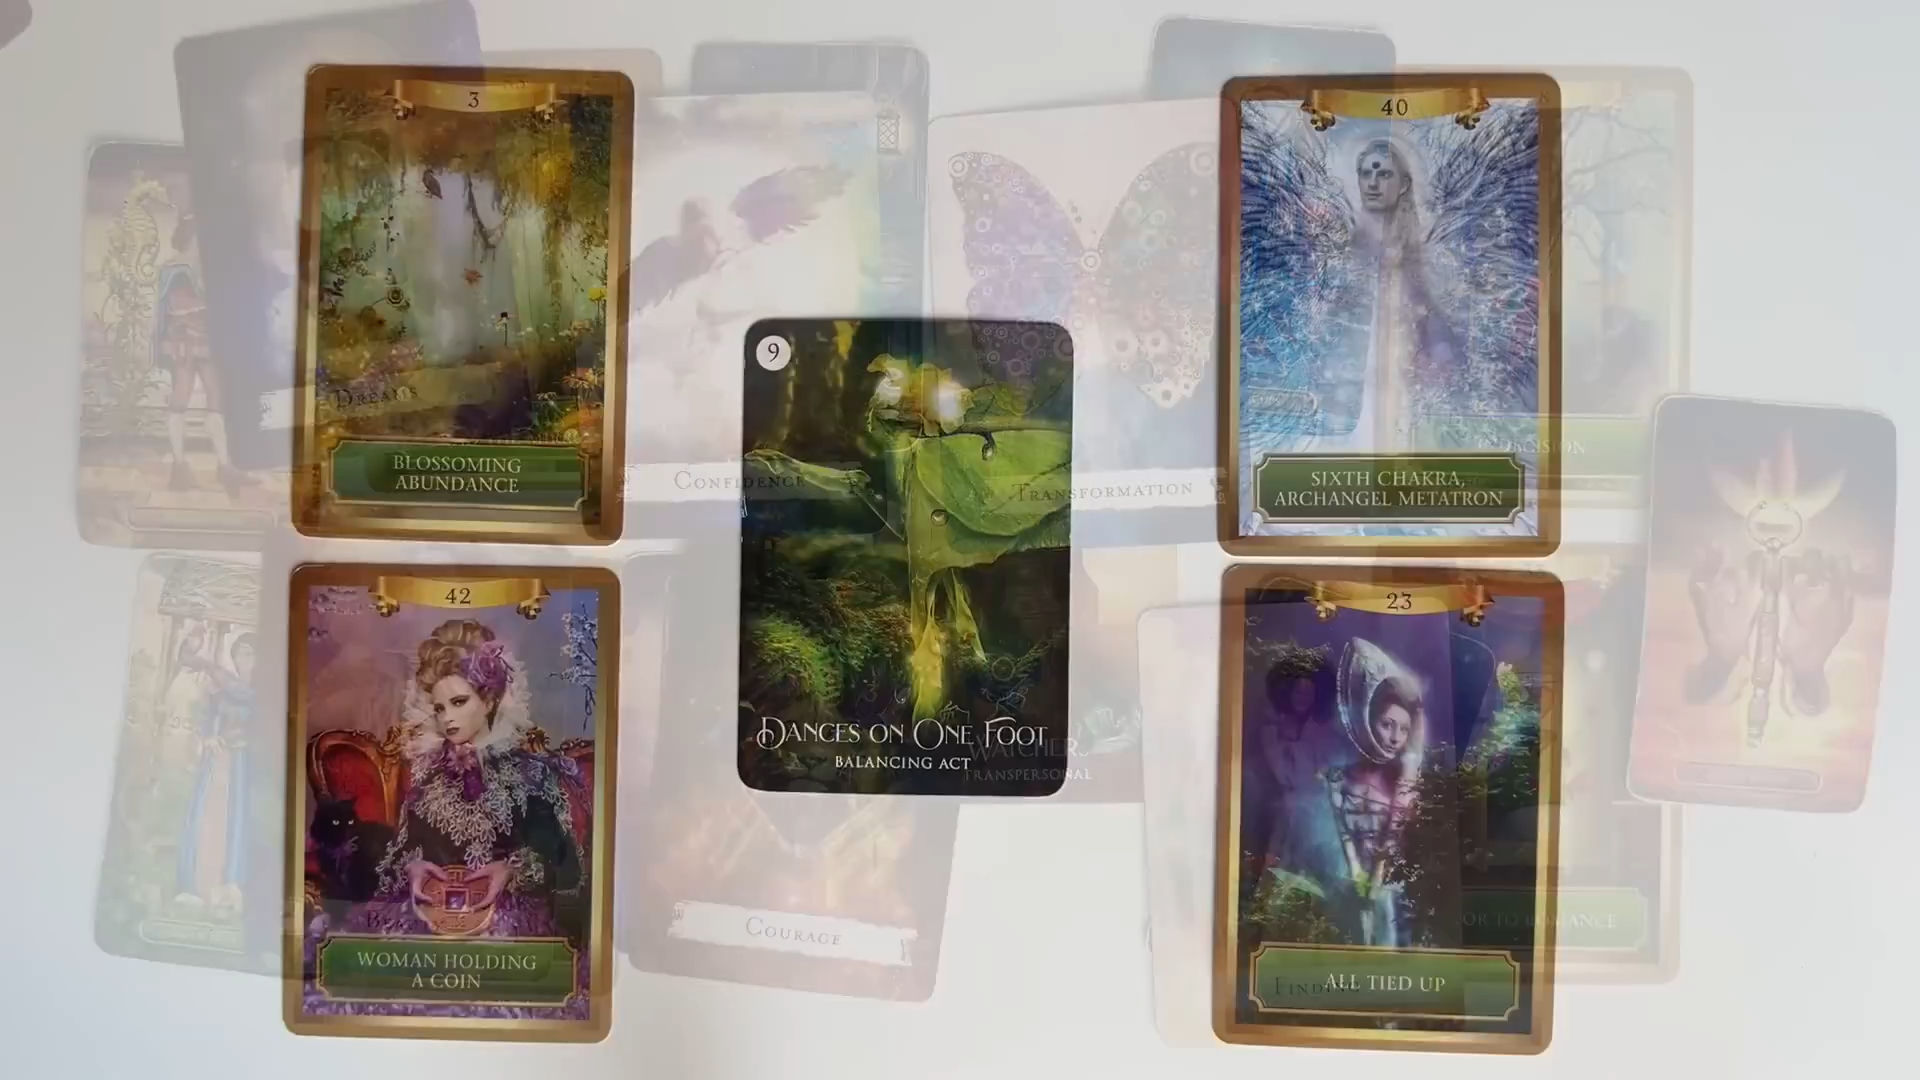 3
BLOSSOMING
ABUNDANCE
DREAMS
CONFIDENCE
9
DANCES ON ONE FOOT
BALANCING ACT
TRANSFORMATION
WATCHER
TRANSPERSONAL
40
SIXTH CHAKRA,
ARCHANGEL METATRON
42
WOMAN HOLDING
A COIN
COURAGE
23
ALL TIED UP